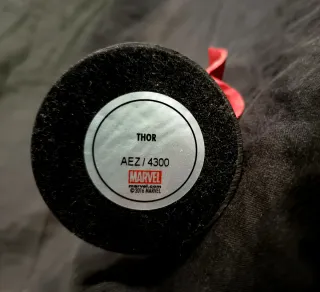 THOR
AEZ / 4300
MARVEL
marvel.com
© 2016 MARVEL